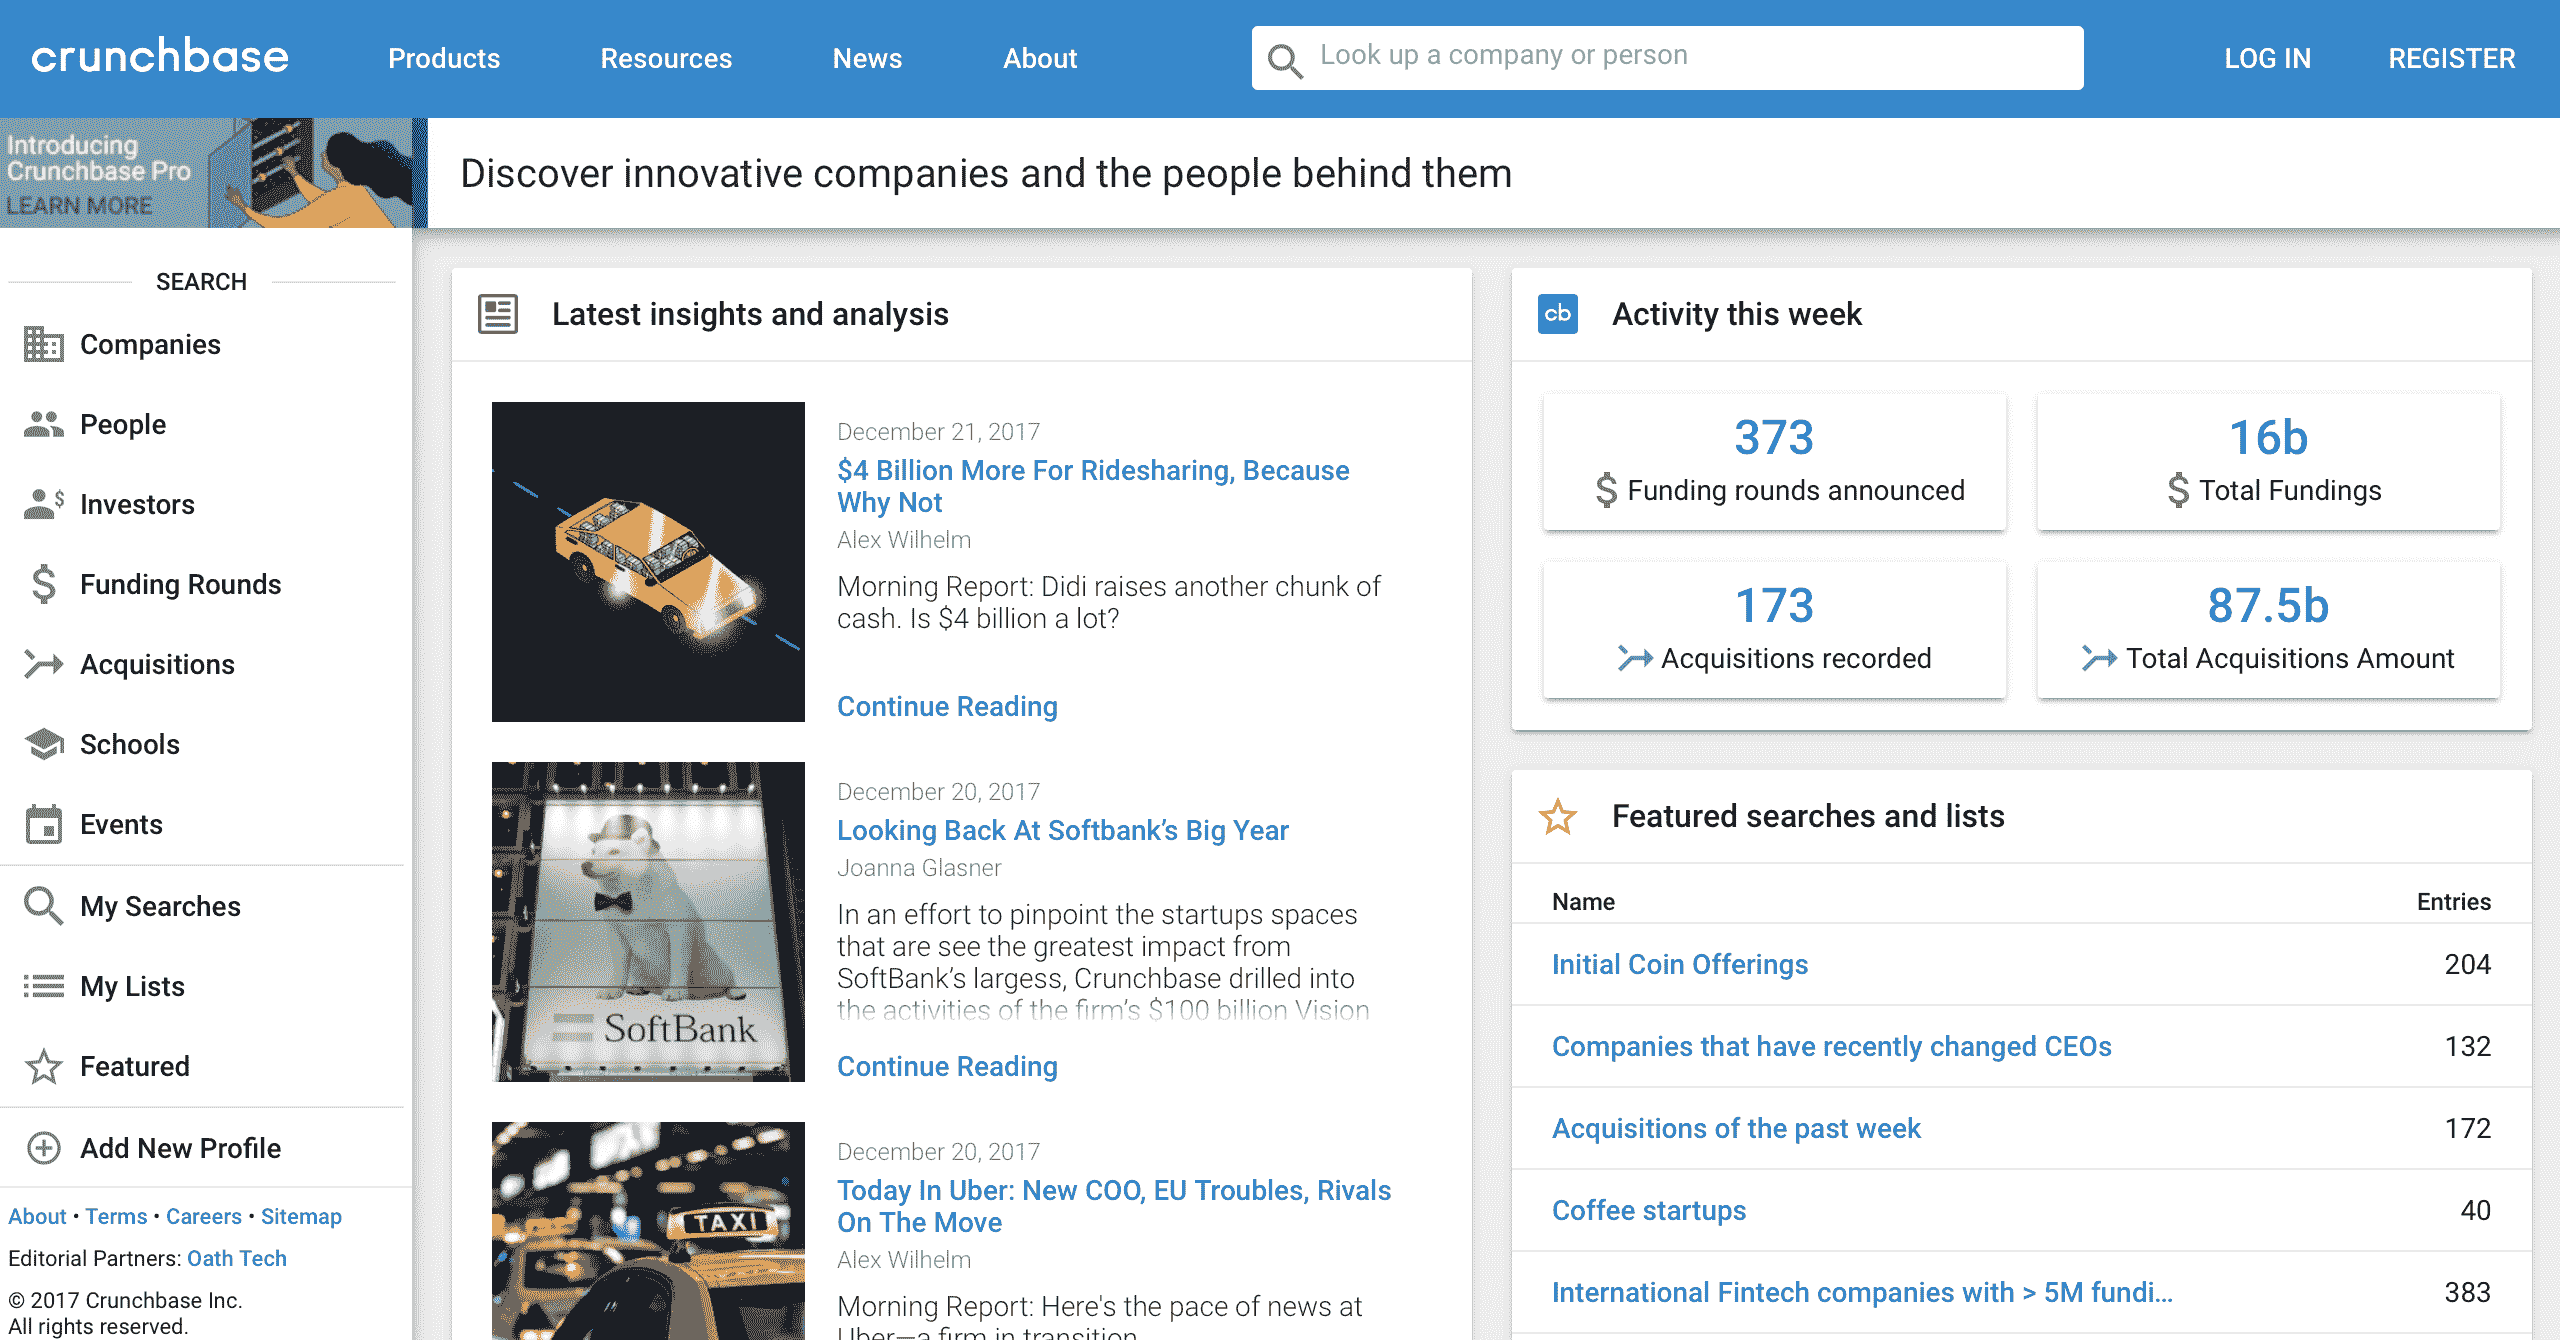 crunchbase
Products
Resources
News
About
Look up a company or person
LOG IN
REGISTER
Introducing
Crunchbase Pro
LEARN MORE
Discover innovative companies and the people behind them
SEARCH
Companies
People
Investors
$
Funding Rounds
Acquisitions
Schools
Events
My Searches
My Lists
Featured
Add New Profile
About • Terms • Careers • Sitemap
Editorial Partners: Oath Tech
© 2017 Crunchbase Inc.
All rights reserved.
Latest insights and analysis
December 21, 2017
$4 Billion More For Ridesharing, Because
Why Not
Alex Wilhelm
Morning Report: Didi raises another chunk of
cash. Is $4 billion a lot?
Continue Reading
SoftBank
December 20, 2017
Looking Back At Softbank’s Big Year
Joanna Glasner
In an effort to pinpoint the startups spaces
that are see the greatest impact from
SoftBank’s largess, Crunchbase drilled into
the activities of the firm’s $100 billion Vision
Continue Reading
TAXI
December 20, 2017
Today In Uber: New COO, EU Troubles, Rivals
On The Move
Alex Wilhelm
Morning Report: Here's the pace of news at
Uber—a firm in transition
cb
Activity this week
373
$ Funding rounds announced
16b
$ Total Fundings
173
Acquisitions recorded
87.5b
Total Acquisitions Amount
Featured searches and lists
Name Entries
Initial Coin Offerings 204
Companies that have recently changed CEOs 132
Acquisitions of the past week 172
Coffee startups 40
International Fintech companies with > 5M fundi... 383